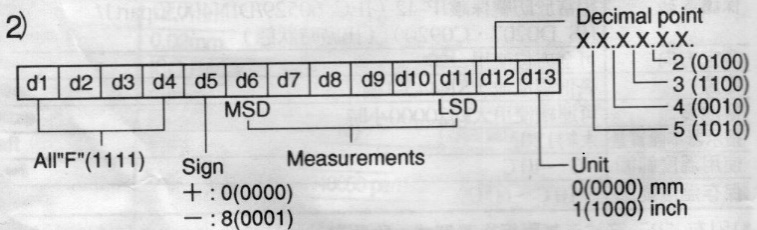 2)
Decimal point
X.X.X.X.X.X.
2 (0100)
3 (1100)
4 (0010)
5 (1010)
d1 d2 d3 d4 d5 d6 d7 d8 d9 d10 d11 d12 d13
MSD LSD
All"F"(1111)
Sign
+ : 0(0000)
− : 8(0001)
Measurements
Unit
0(0000) mm
1(1000) inch